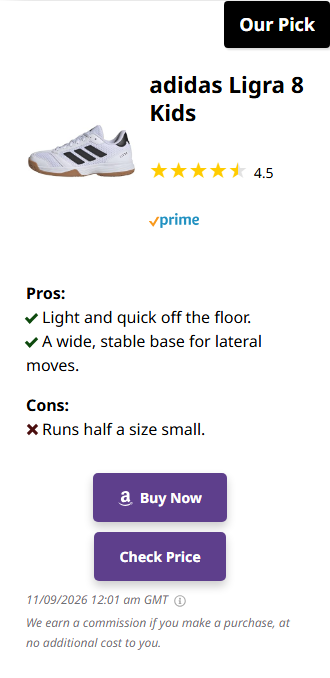 Our Pick
adidas Ligra 8
Kids
4.5
prime
Pros:
Light and quick off the floor.
A wide, stable base for lateral
moves.
Cons:
Runs half a size small.
Buy Now
Check Price
11/09/2026 12:01 am GMT
We earn a commission if you make a purchase, at
no additional cost to you.